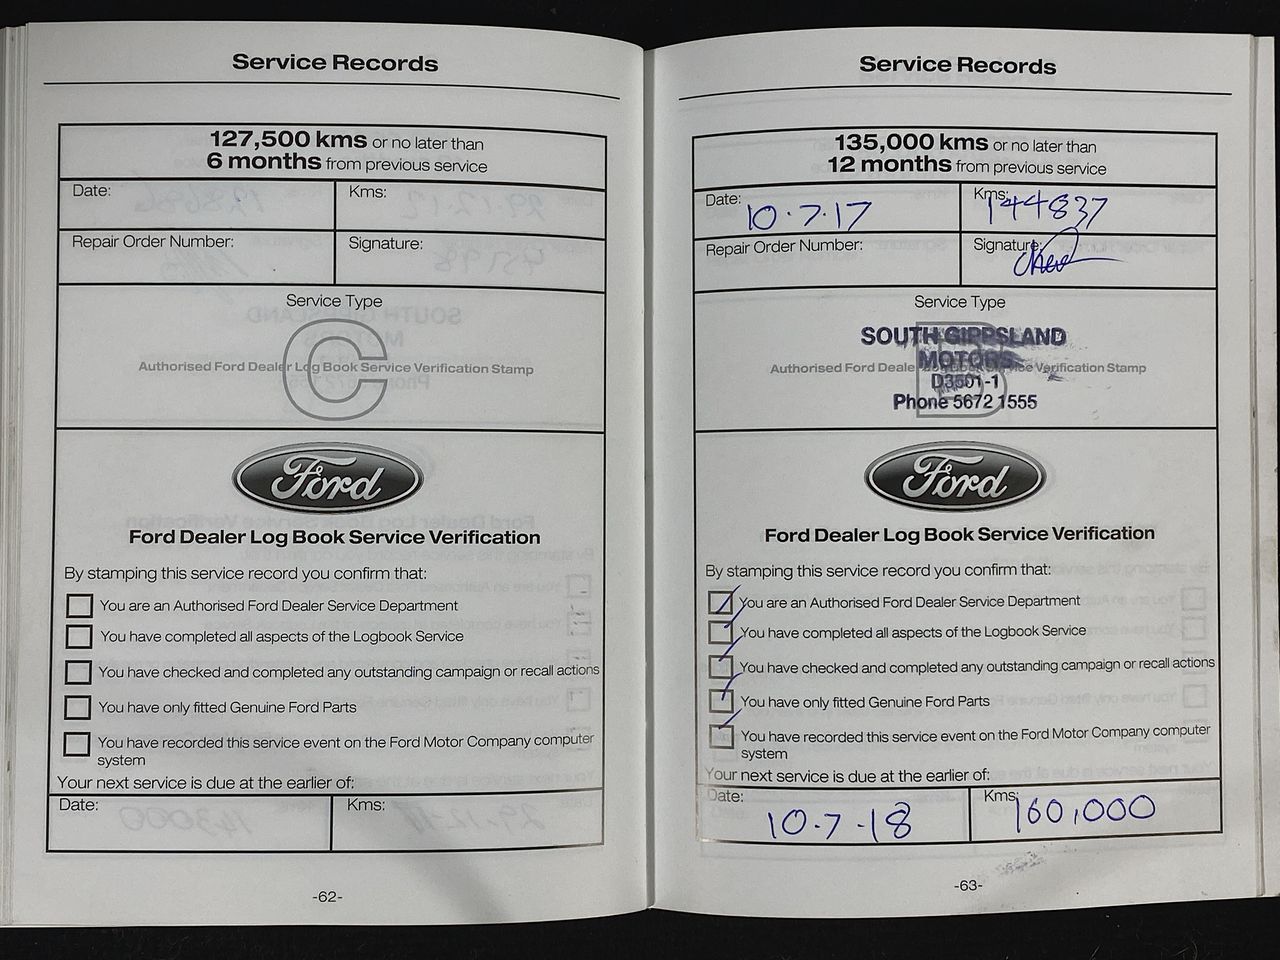 Service Records
127,500 kms or no later than
6 months from previous service
Date:
Kms:
Repair Order Number:
Signature:
Service Type
C
Authorised Ford Dealer Log Book Service Verification Stamp
Ford
Ford Dealer Log Book Service Verification
By stamping this service record you confirm that:
You are an Authorised Ford Dealer Service Department
You have completed all aspects of the Logbook Service
You have checked and completed any outstanding campaign or recall actions
You have only fitted Genuine Ford Parts
You have recorded this service event on the Ford Motor Company computer
system
Your next service is due at the earlier of:
Date:
Kms:
-62-
Service Records
135,000 kms or no later than
12 months from previous service
Date: 10.7.17
Kms: 144837
Repair Order Number:
Signature:
Service Type
B
SOUTH GIPPSLAND
MOTORS
Authorised Ford Dealer Log Book Service Verification Stamp
D3501-1
Phone 5672 1555
Ford
Ford Dealer Log Book Service Verification
By stamping this service record you confirm that:
You are an Authorised Ford Dealer Service Department
You have completed all aspects of the Logbook Service
You have checked and completed any outstanding campaign or recall actions
You have only fitted Genuine Ford Parts
You have recorded this service event on the Ford Motor Company computer
system
Your next service is due at the earlier of:
Date: 10.7.18
Kms: 160,000
-63-